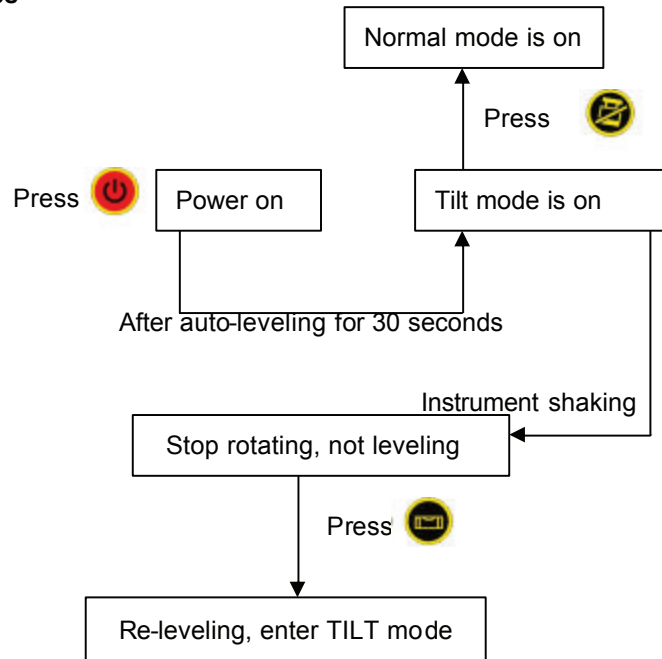 Normal mode is on
Press
Press
Power on
Tilt mode is on
After auto-leveling for 30 seconds
Instrument shaking
Stop rotating, not leveling
Press
Re-leveling, enter TILT mode